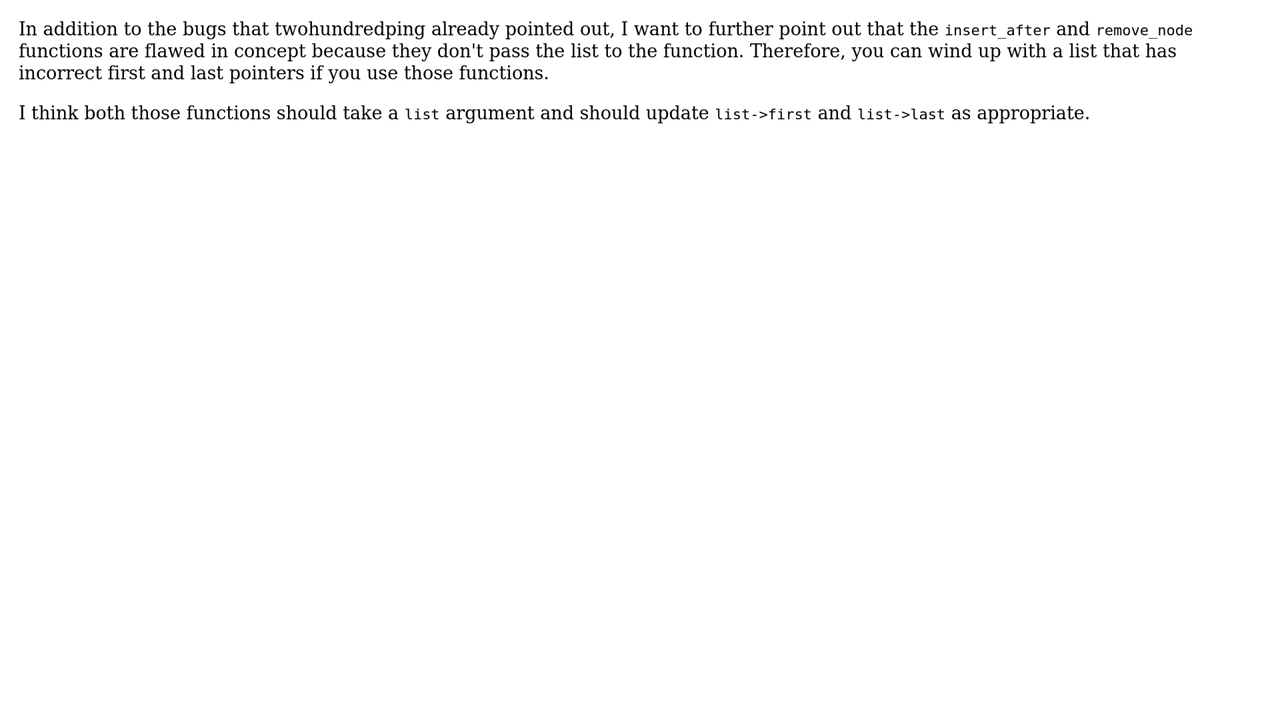 In addition to the bugs that twohundredping already pointed out, I want to further point out that the insert_after and remove_node
functions are flawed in concept because they don't pass the list to the function. Therefore, you can wind up with a list that has
incorrect first and last pointers if you use those functions.
I think both those functions should take a list argument and should update list->first and list->last as appropriate.